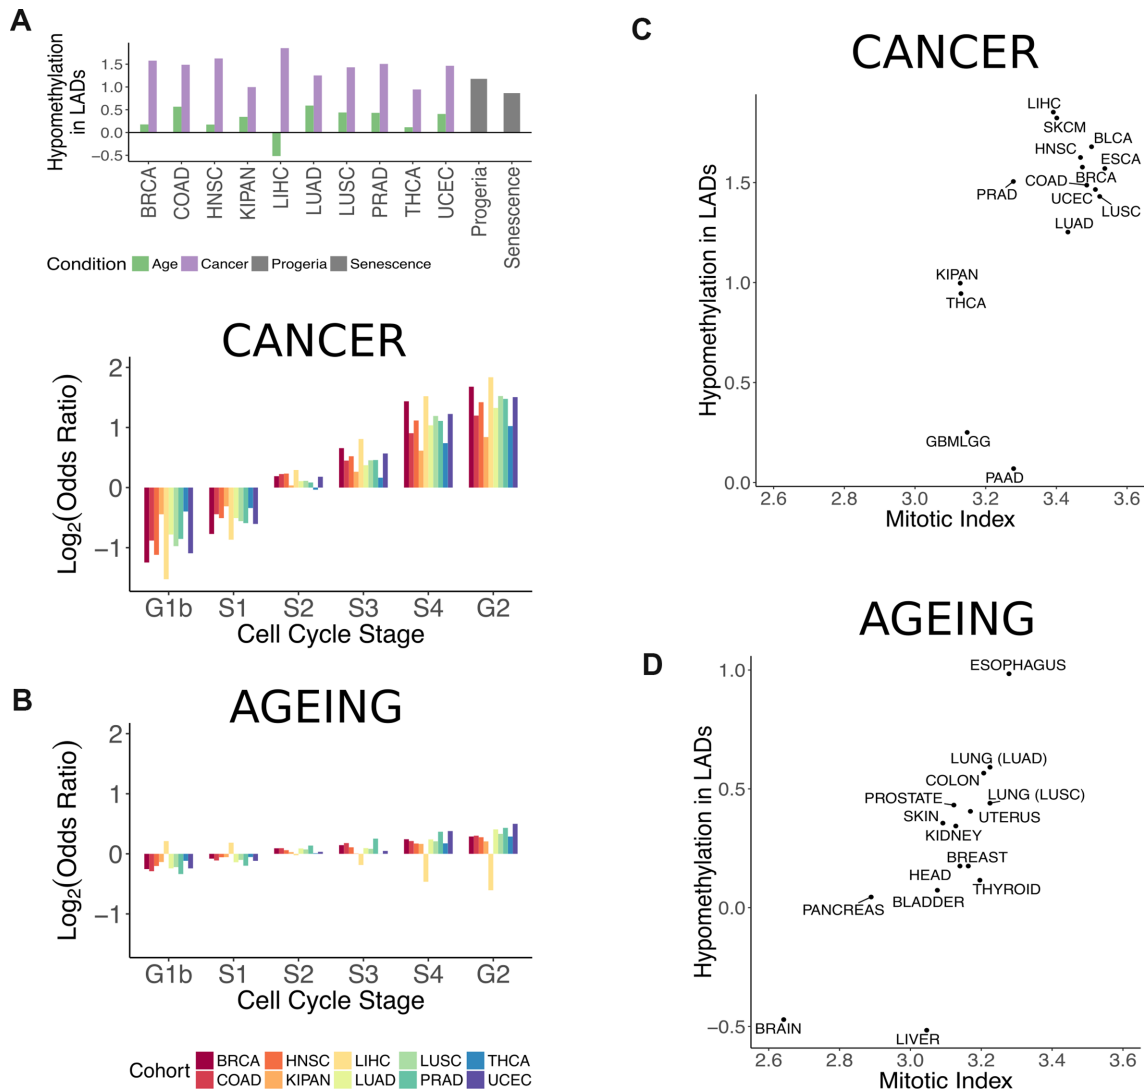 A
Hypomethylation
in LADs
1.5
1.0
0.5
0.0
−0.5
BRCA
COAD
HNSC
KIPAN
LIHC
LUAD
LUSC
PRAD
THCA
UCEC
Progeria
Senescence
Condition Age Cancer Progeria Senescence
CANCER
Log2(Odds Ratio)
2
1
0
−1
G1b S1 S2 S3 S4 G2
Cell Cycle Stage
B
AGEING
Log2(Odds Ratio)
2
1
0
−1
G1b S1 S2 S3 S4 G2
Cell Cycle Stage
Cohort BRCA HNSC LIHC LUSC THCA
COAD KIPAN LUAD PRAD UCEC
C
CANCER
Hypomethylation in LADs
1.5
1.0
0.5
0.0
LIHC
SKCM
BLCA
HNSC
ESCA
BRCA
COAD
PRAD
UCEC
LUSC
LUAD
KIPAN
THCA
GBMLGG
PAAD
2.6 2.8 3.0 3.2 3.4 3.6
Mitotic Index
AGEING
D
Hypomethylation in LADs
1.0
0.5
0.0
−0.5
ESOPHAGUS
LUNG (LUAD)
COLON
PROSTATE
LUNG (LUSC)
SKIN
UTERUS
KIDNEY
BREAST
HEAD
THYROID
BLADDER
PANCREAS
BRAIN
LIVER
2.6 2.8 3.0 3.2 3.4 3.6
Mitotic Index